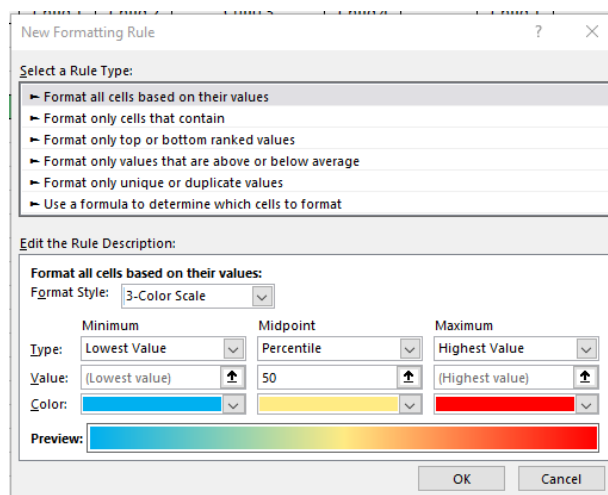 New Formatting Rule ?
Select a Rule Type:
► Format all cells based on their values
► Format only cells that contain
► Format only top or bottom ranked values
► Format only values that are above or below average
► Format only unique or duplicate values
► Use a formula to determine which cells to format
Edit the Rule Description:
Format all cells based on their values:
Format Style: 3-Color Scale
Minimum Midpoint Maximum
Type: Lowest Value Percentile Highest Value
Value: (Lowest value) 50 (Highest value)
Color:
Preview:
OK Cancel